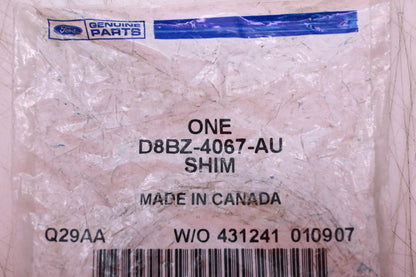 Ford
GENUINE
PARTS
ONE
D8BZ-4067-AU
SHIM
MADE IN CANADA
Q29AA W/O 431241 010907